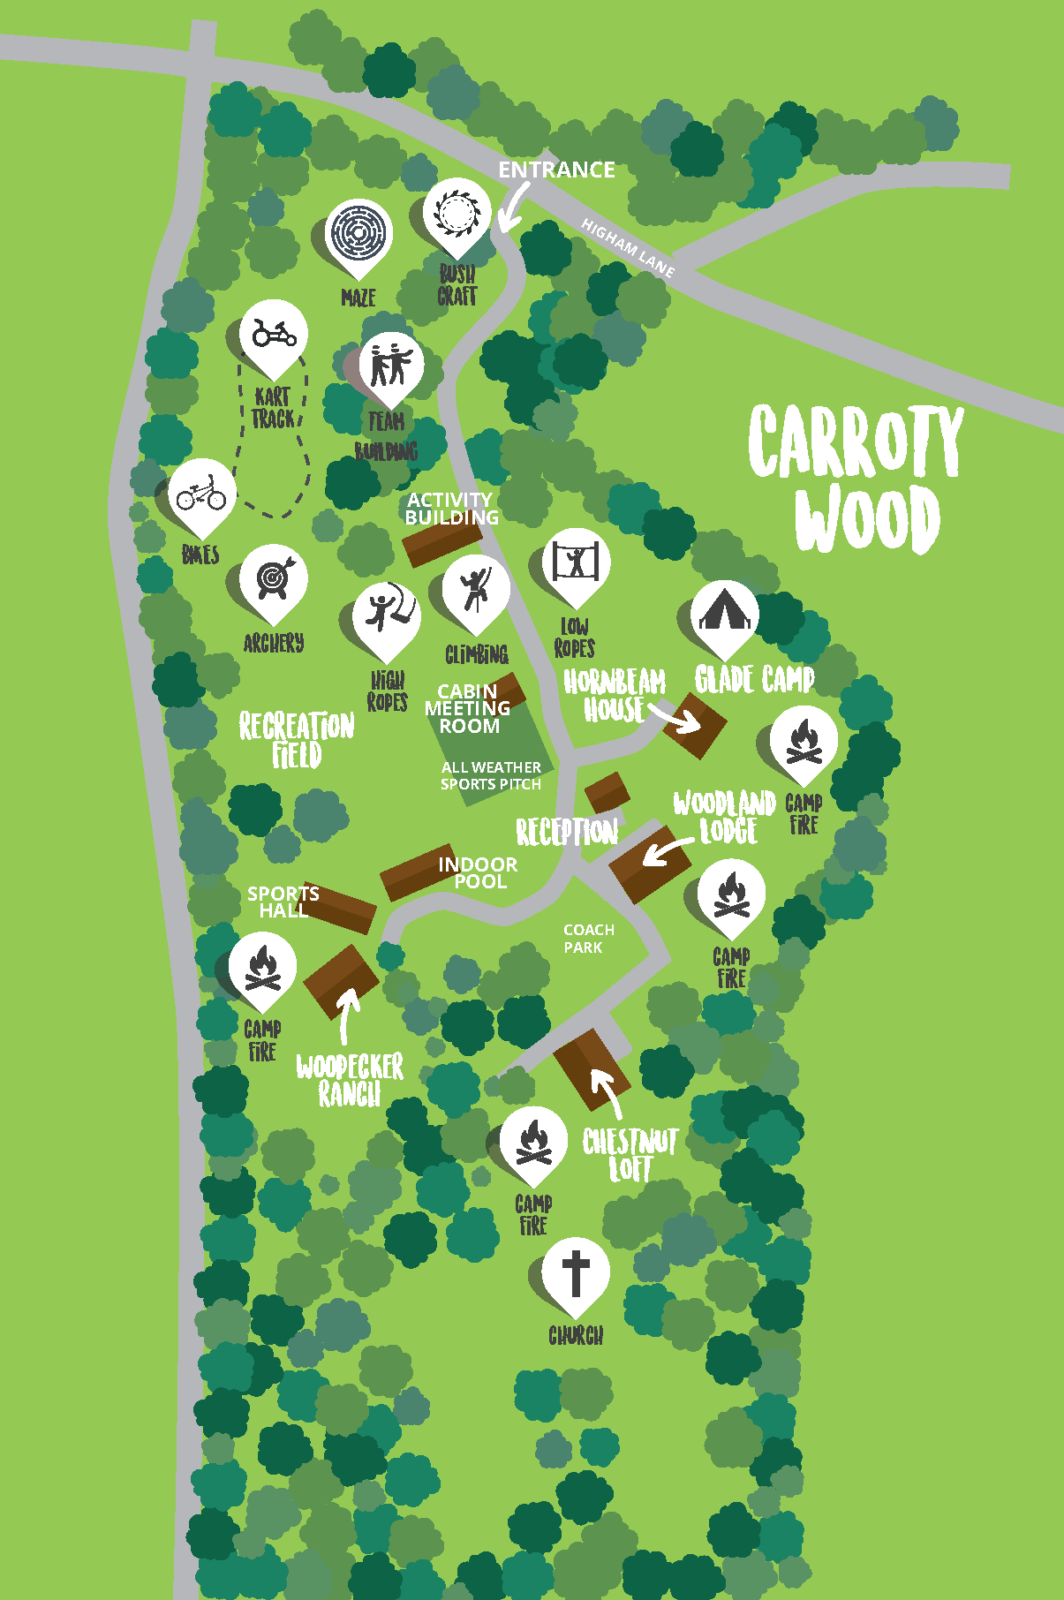 ENTRANCE
HIGHAM LANE
BUSH
CRAFT
MAZE
KART
TRACK
TEAM
BUILDING
CARROTY
WOOD
ACTIVITY
BUILDING
BIKES
ARCHERY
LOW
ROPES
CLIMBING
HIGH
ROPES
HORNBEAM
HOUSE
GLADE CAMP
CABIN
MEETING
ROOM
RECREATION
FIELD
ALL WEATHER
SPORTS PITCH
WOODLAND
LODGE
CAMP
FIRE
RECEPTION
INDOOR
POOL
SPORTS
HALL
COACH
PARK
CAMP
FIRE
CAMP
FIRE
WOOPECKER
RANCH
CHESTNUT
LOFT
CAMP
FIRE
CHURCH